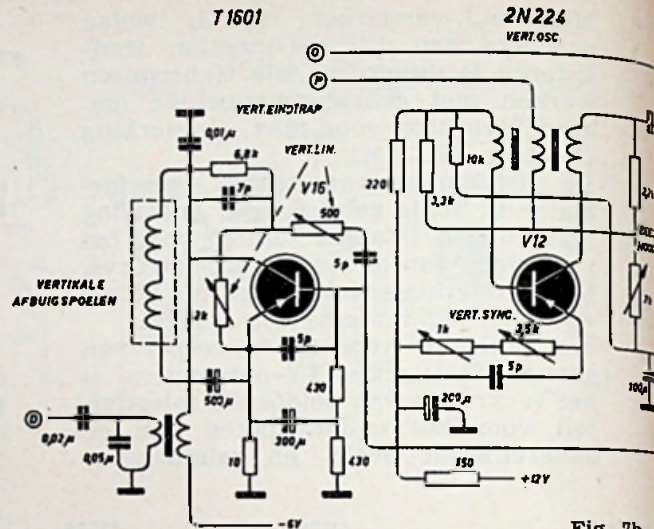 T 1601
2N224
VERT. OSC
O
P
VERT. EINDTRAP
VERT. LIN.
0,01µ
6,8k
7p
V16
500
5p
220
3,3k
10k
V12
VERTIKALE
AFBUIGSPOELEN
VERT. SYNC.
1k
3,5k
5p
5p
500µ
430
200µ
0,02µ
0,05µ
300µ
10
430
150
+12V
100µ
-6V
Fig. 7b